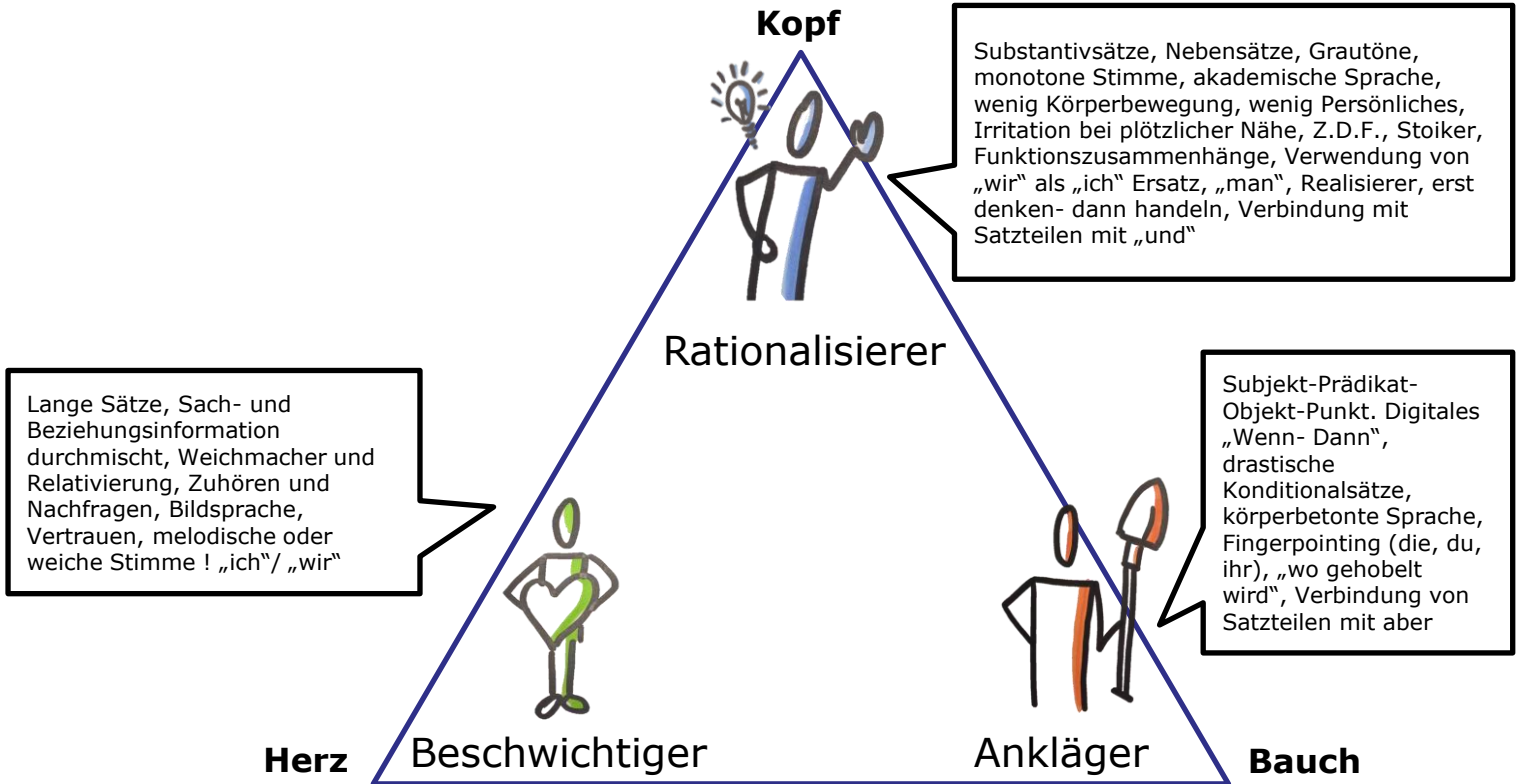 Kopf
Substantivsätze, Nebensätze, Grautöne,
monotone Stimme, akademische Sprache,
wenig Körperbewegung, wenig Persönliches,
Irritation bei plötzlicher Nähe, Z.D.F., Stoiker,
Funktionszusammenhänge, Verwendung von
„wir“ als „ich“ Ersatz, „man“, Realisierer, erst
denken- dann handeln, Verbindung mit
Satzteilen mit „und“
Rationalisierer
Lange Sätze, Sach- und
Beziehungsinformation
durchmischt, Weichmacher und
Relativierung, Zuhören und
Nachfragen, Bildsprache,
Vertrauen, melodische oder
weiche Stimme ! „ich“/ „wir“
Subjekt-Prädikat-
Objekt-Punkt. Digitales
„Wenn- Dann“,
drastische
Konditionalsätze,
körperbetonte Sprache,
Fingerpointing (die, du,
ihr), „wo gehobelt
wird“, Verbindung von
Satzteilen mit aber
Herz
Beschwichtiger
Ankläger
Bauch